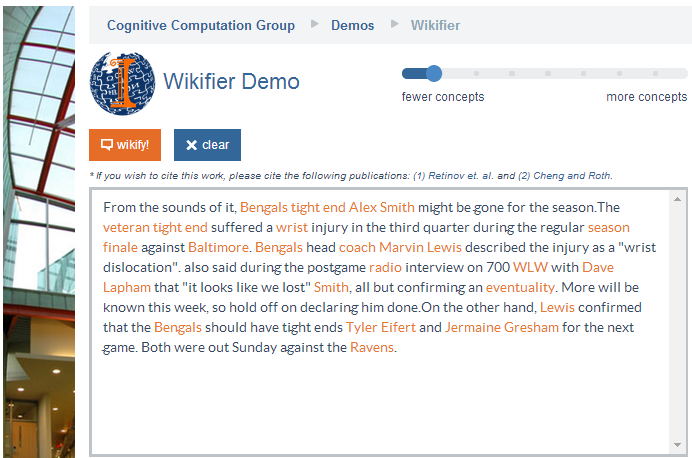 Cognitive Computation Group Demos Wikifier
Wikifier Demo
fewer concepts more concepts
wikify! clear
* If you wish to cite this work, please cite the following publications: (1) Retinov et. al. and (2) Cheng and Roth.
From the sounds of it, Bengals tight end Alex Smith might be gone for the season.The
veteran tight end suffered a wrist injury in the third quarter during the regular season
finale against Baltimore. Bengals head coach Marvin Lewis described the injury as a "wrist
dislocation". also said during the postgame radio interview on 700 WLW with Dave
Lapham that "it looks like we lost" Smith, all but confirming an eventuality. More will be
known this week, so hold off on declaring him done.On the other hand, Lewis confirmed
that the Bengals should have tight ends Tyler Eifert and Jermaine Gresham for the next
game. Both were out Sunday against the Ravens.